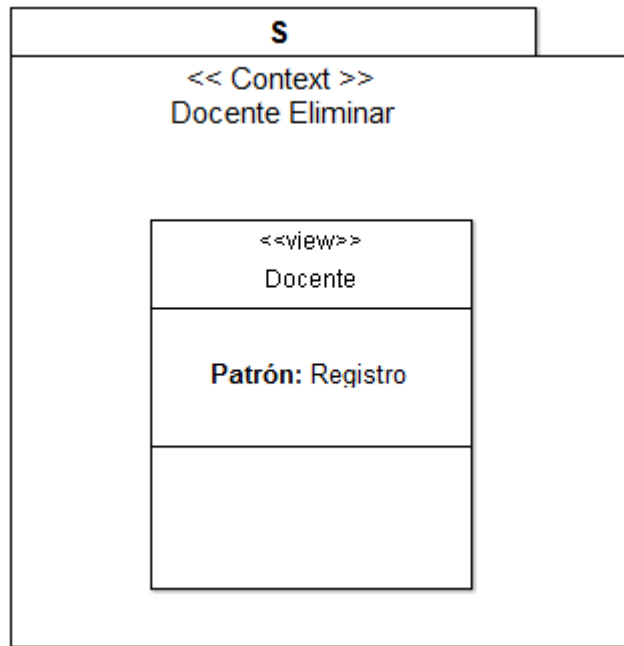 S
<< Context >>
Docente Eliminar
<<view>>
Docente
Patrón: Registro